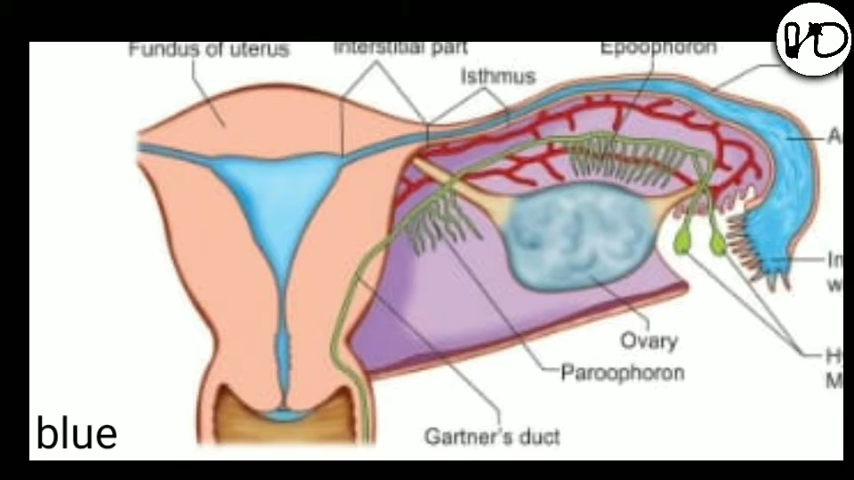 Fundus of uterus
Interstitial part
Epoophoron
Isthmus
Ovary
Paroophoron
Gartner's duct
blue